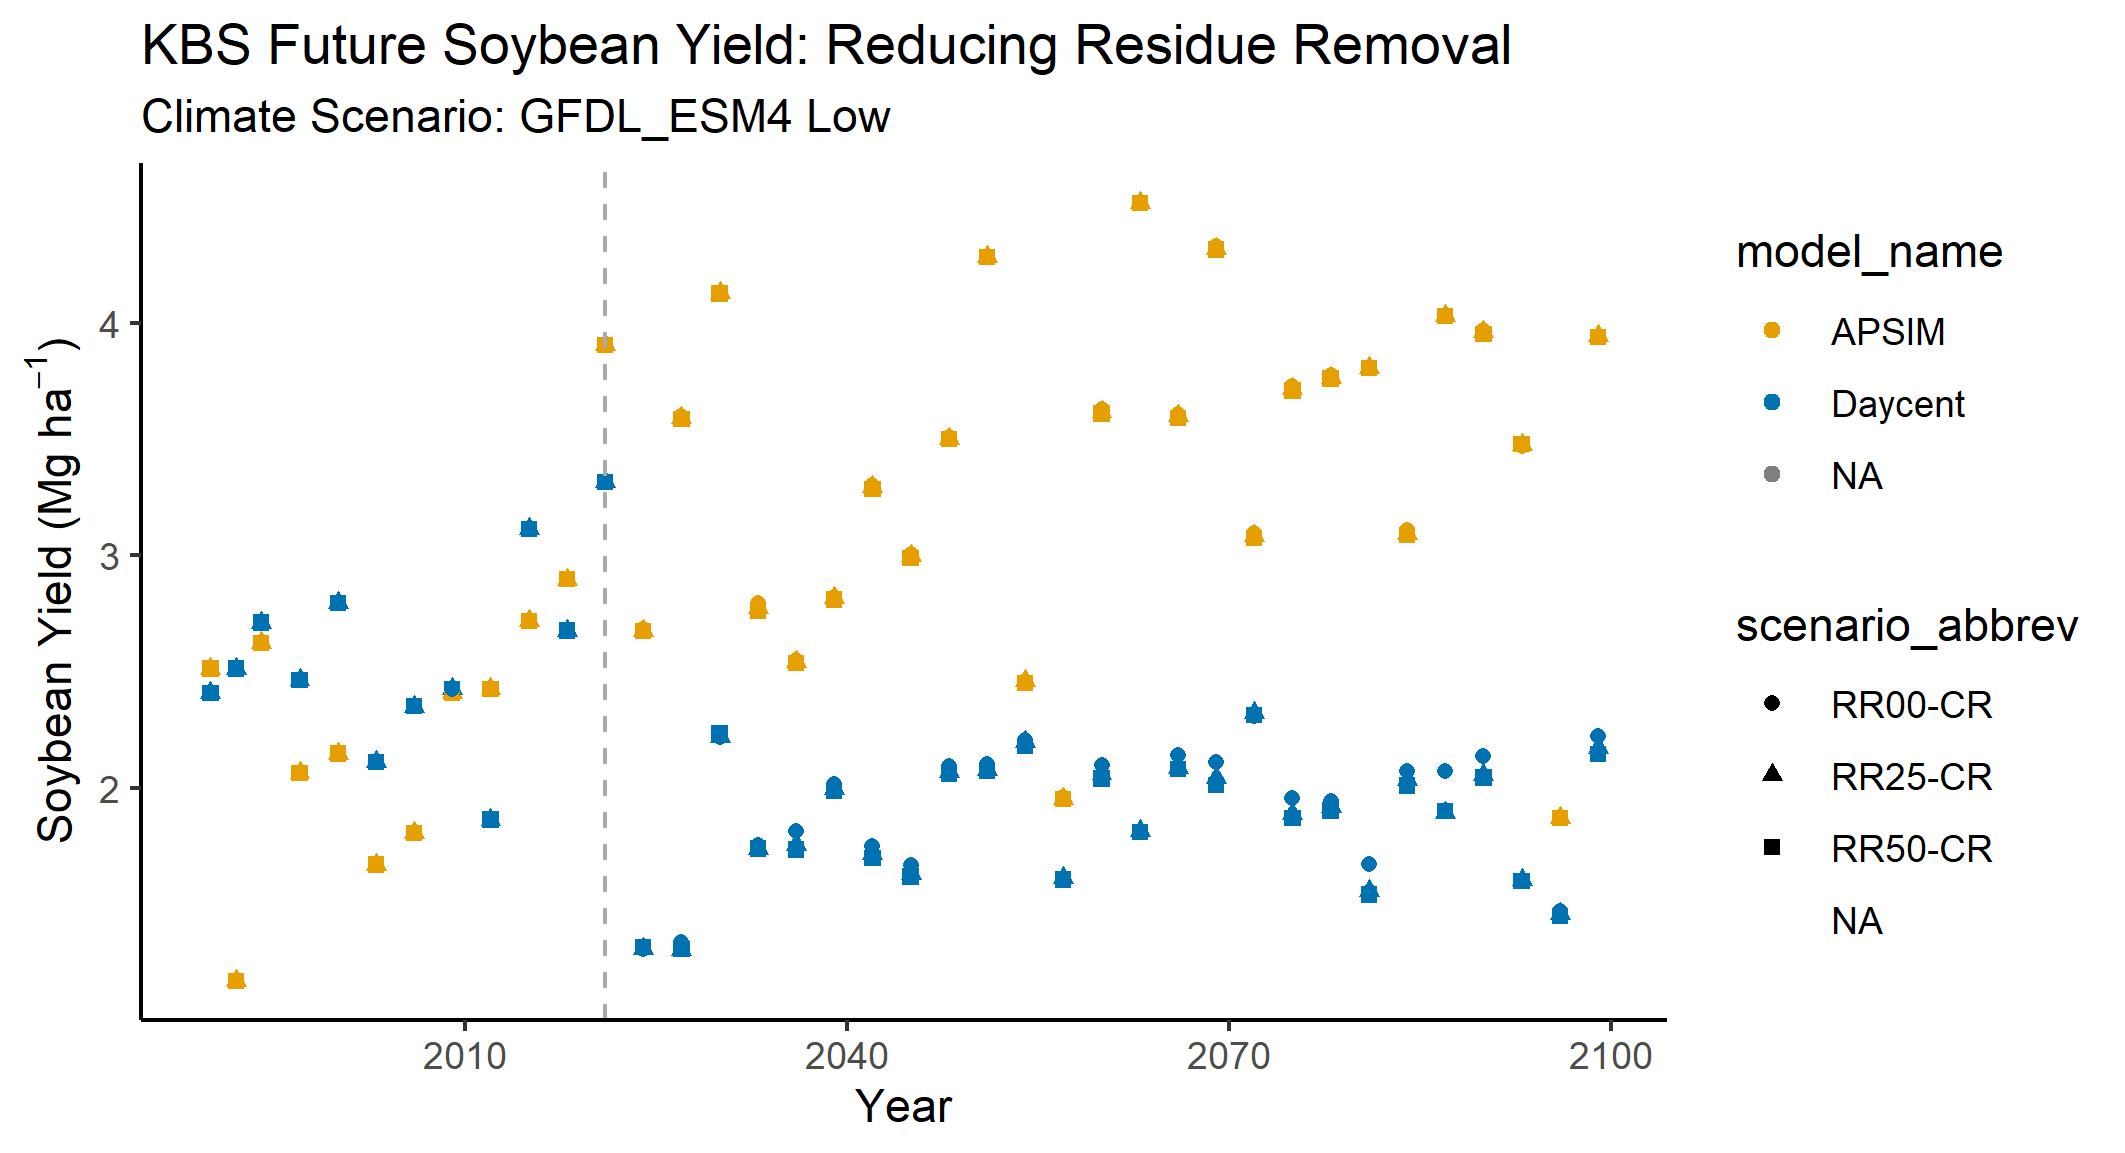 KBS Future Soybean Yield: Reducing Residue Removal
Climate Scenario: GFDL_ESM4 Low
Soybean Yield (Mg ha⁻¹)
4
3
2
2010
2040
2070
2100
Year
model_name
APSIM
Daycent
NA
scenario_abbrev
RR00-CR
RR25-CR
RR50-CR
NA